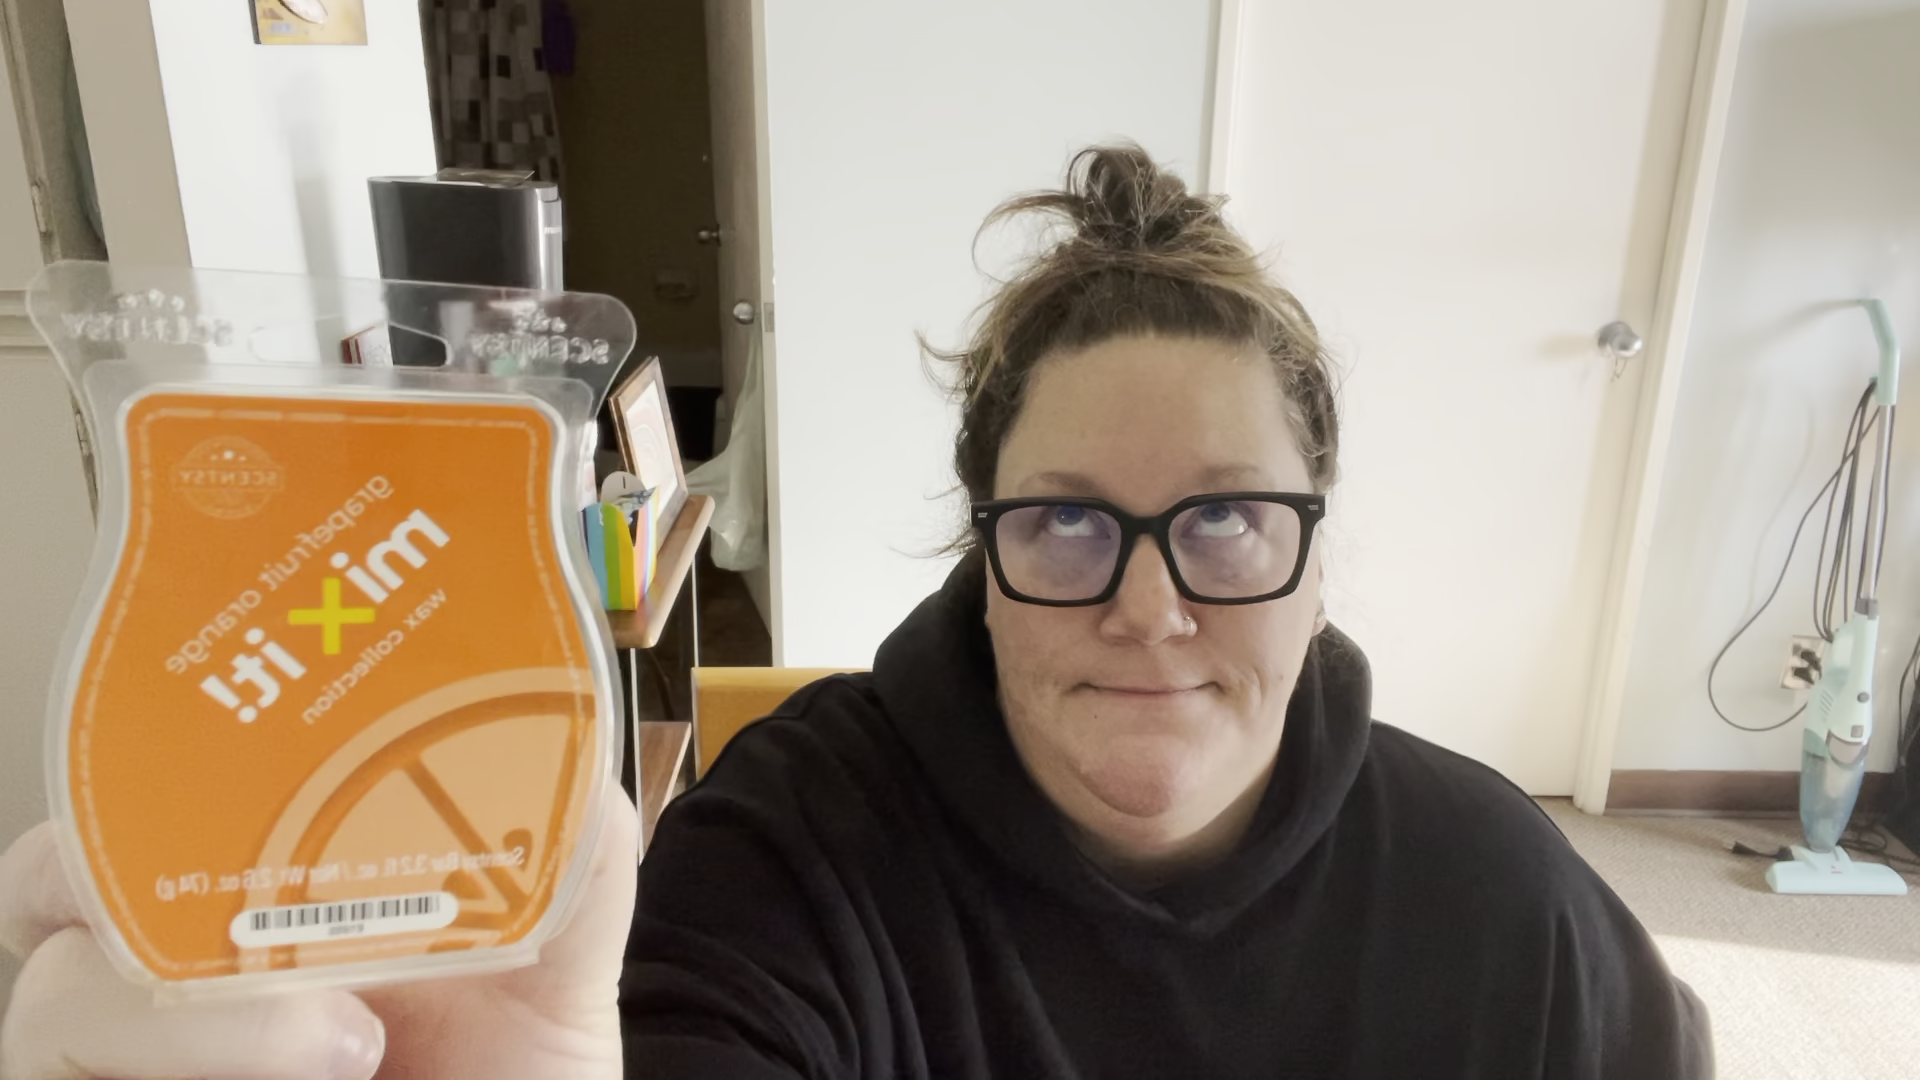 SCENTSY SCENTSY
SCENTSY
grapefruit orange
mix it!
wax collection
Scentsy Bar 3.2 fl. oz. / Net Wt. 2.6 oz. (74 g)